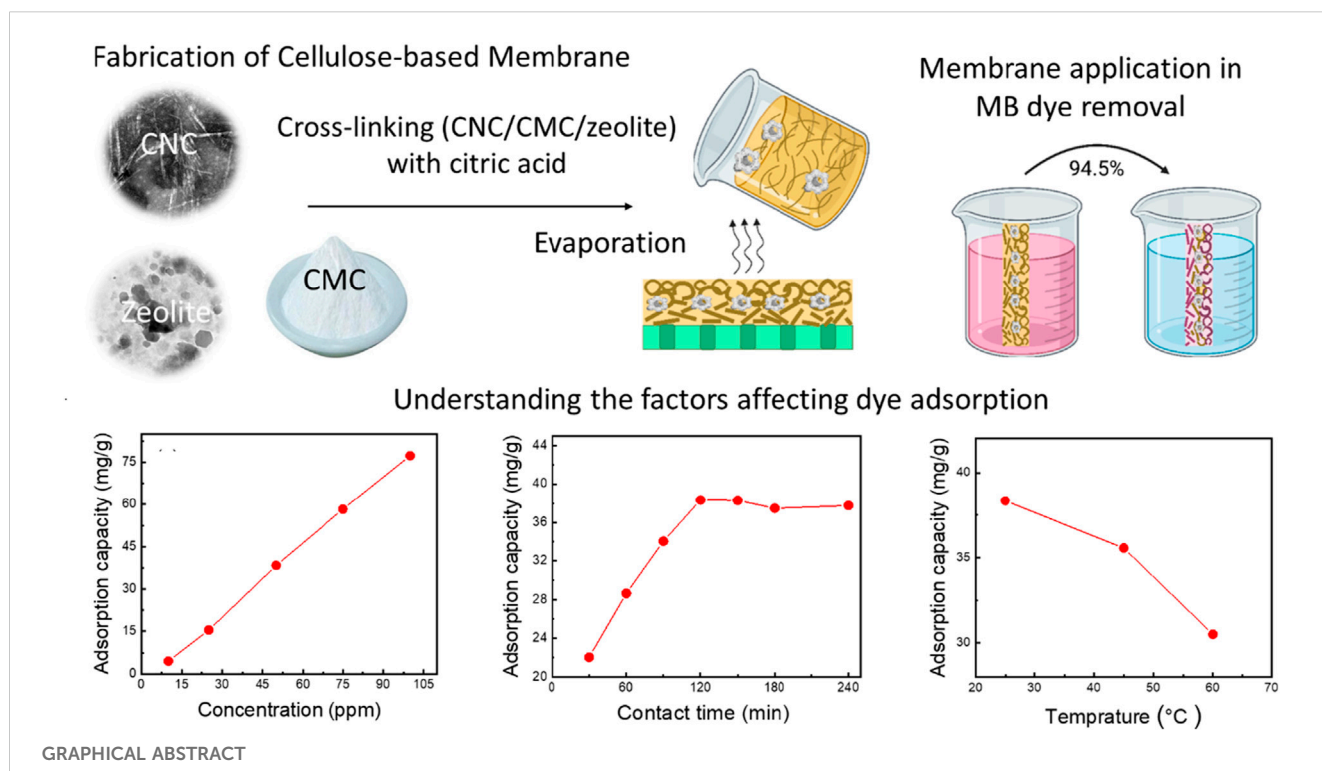 Fabrication of Cellulose-based Membrane
CNC
Zeolite
Cross-linking (CNC/CMC/zeolite)
with citric acid
CMC
Evaporation
Membrane application in
MB dye removal
94.5%
Understanding the factors affecting dye adsorption
Adsorption capacity (mg/g)
75
60
45
30
15
0
0 15 30 45 60 75 90 105
Concentration (ppm)
Adsorption capacity (mg/g)
44
40
36
32
28
24
20
0 60 120 180 240
Contact time (min)
Adsorption capacity (mg/g)
40
35
30
20 30 40 50 60 70
Temprature (°C )
GRAPHICAL ABSTRACT